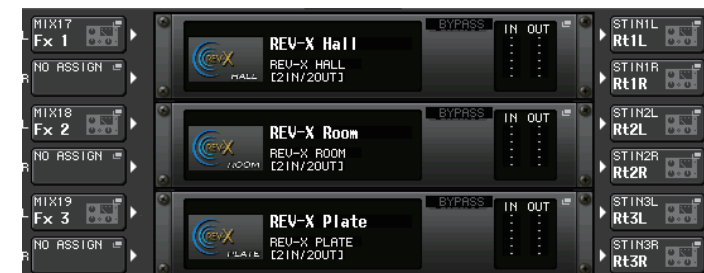 MIX17
Fx 1
L
NO ASSIGN
R
REV-X
HALL
REV-X Hall
REV-X HALL
[2IN/2OUT]
BYPASS
IN OUT
STIN1L
Rt1L
STIN1R
Rt1R
MIX18
Fx 2
L
NO ASSIGN
R
REV-X
ROOM
REV-X Room
REV-X ROOM
[2IN/2OUT]
BYPASS
IN OUT
STIN2L
Rt2L
STIN2R
Rt2R
MIX19
Fx 3
L
NO ASSIGN
R
REV-X
PLATE
REV-X Plate
REV-X PLATE
[2IN/2OUT]
BYPASS
IN OUT
STIN3L
Rt3L
STIN3R
Rt3R